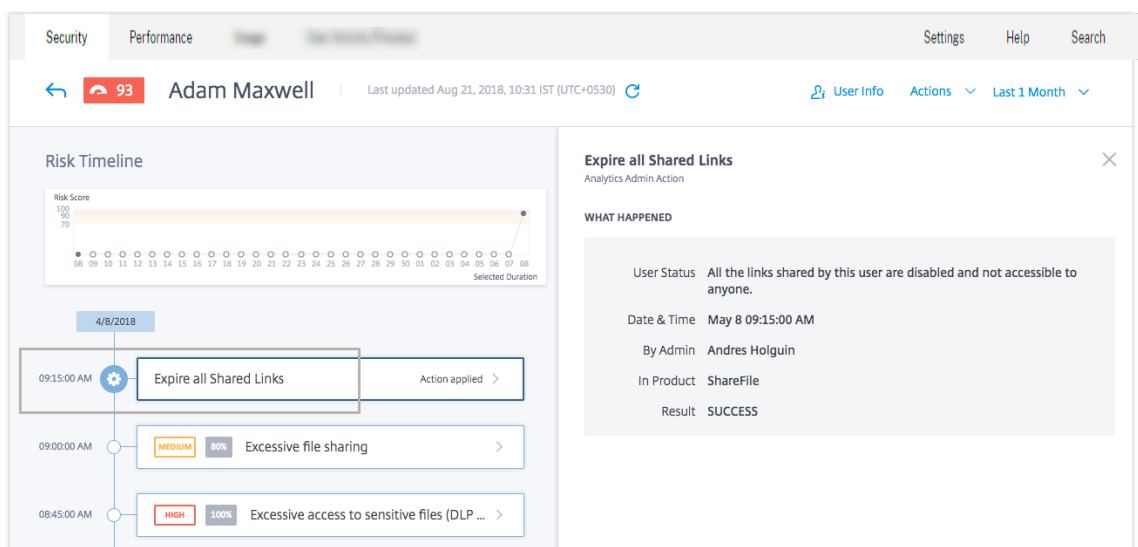 Security Performance Settings Help Search
93 Adam Maxwell Last updated Aug 21, 2018, 10:31 IST (UTC+0530) User Info Actions Last 1 Month
Risk Timeline
Risk Score
100
90
70
08 09 10 11 12 13 14 15 16 17 18 19 20 21 22 23 24 25 26 27 28 29 30 01 02 03 04 05 06 07 08
Selected Duration
4/8/2018
09:15:00 AM Expire all Shared Links Action applied
09:00:00 AM MEDIUM 80% Excessive file sharing
08:45:00 AM HIGH 100% Excessive access to sensitive files (DLP ...
Expire all Shared Links
Analytics Admin Action
WHAT HAPPENED
User Status All the links shared by this user are disabled and not accessible to
anyone.
Date & Time May 8 09:15:00 AM
By Admin Andres Holguin
In Product ShareFile
Result SUCCESS